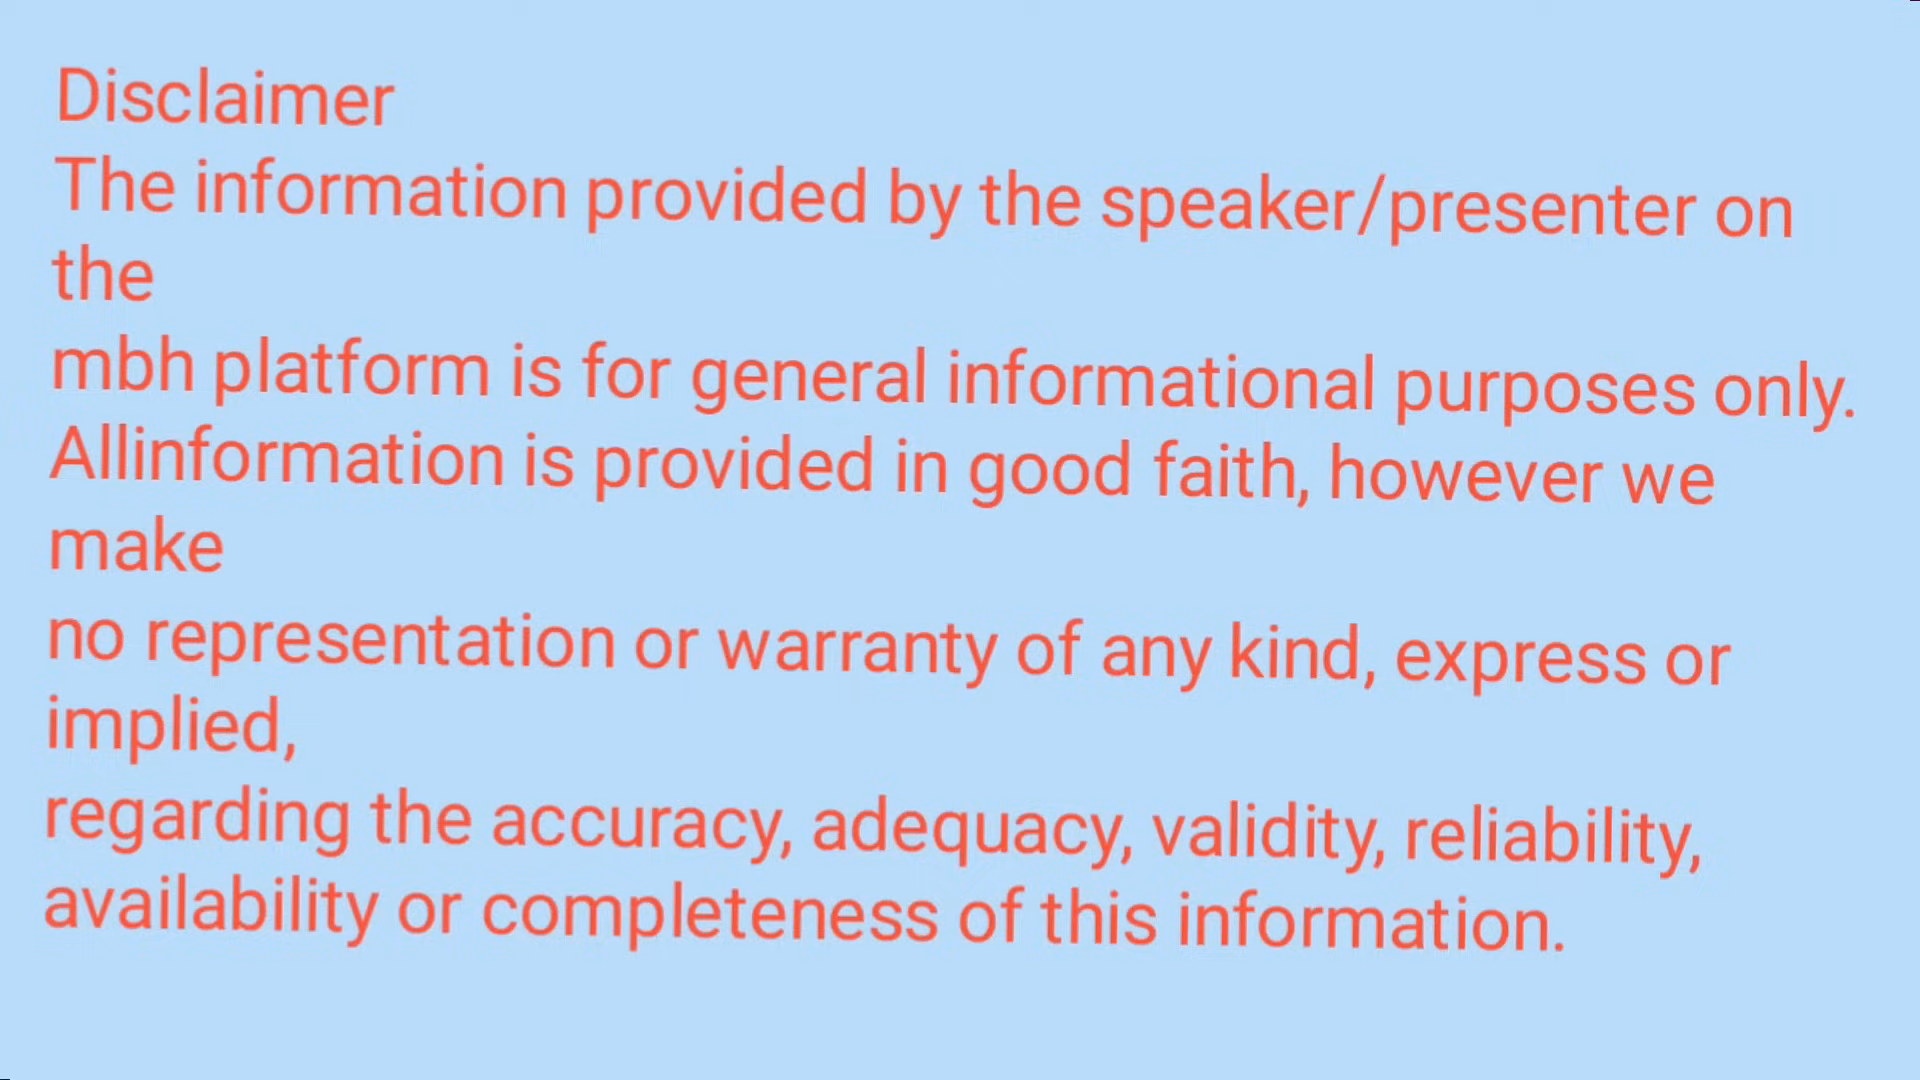 Disclaimer
The information provided by the speaker/presenter on
the
mbh platform is for general informational purposes only.
Allinformation is provided in good faith, however we
make
no representation or warranty of any kind, express or
implied,
regarding the accuracy, adequacy, validity, reliability,
availability or completeness of this information.